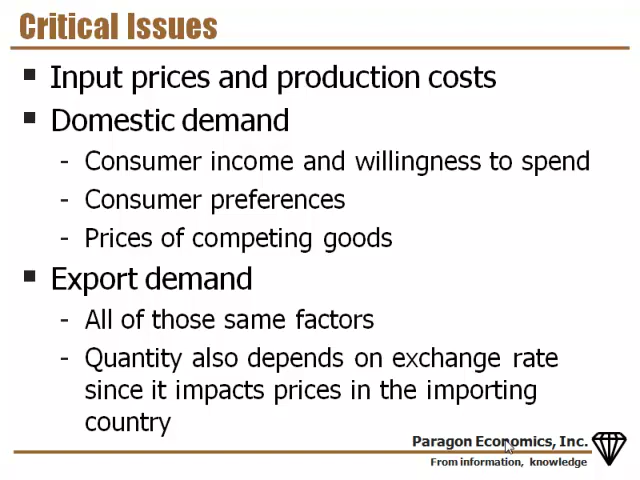 Critical Issues
▪ Input prices and production costs
▪ Domestic demand
- Consumer income and willingness to spend
- Consumer preferences
- Prices of competing goods
▪ Export demand
- All of those same factors
- Quantity also depends on exchange rate
since it impacts prices in the importing
country
Paragon Economics, Inc.
From information, knowledge